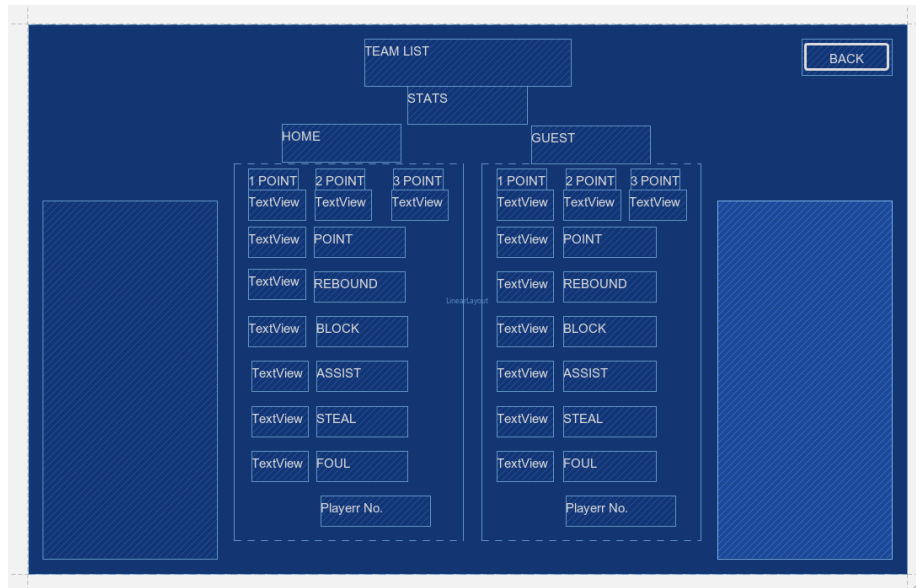 TEAM LIST
BACK
STATS
HOME
GUEST
1 POINT 2 POINT 3 POINT
TextView TextView TextView
TextView POINT
TextView REBOUND
TextView BLOCK
TextView ASSIST
TextView STEAL
TextView FOUL
Playerr No.
LinearLayout
1 POINT 2 POINT 3 POINT
TextView TextView TextView
TextView POINT
TextView REBOUND
TextView BLOCK
TextView ASSIST
TextView STEAL
TextView FOUL
Playerr No.